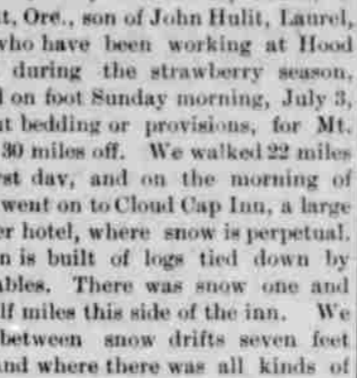 t, Ore., son of John Hulit, Laurel,
who have been working at Hood
during the strawberry season,
l on foot Sunday morning, July 3,
ut bedding or provisions, for Mt.
30 miles off. We walked 22 miles
rst day, and on the morning of
went on to Cloud Cap Inn, a large
er hotel, where snow is perpetual.
n is built of logs tied down by
ables. There was snow one and
lf miles this side of the inn. We
between snow drifts seven feet
and where there was all kinds of